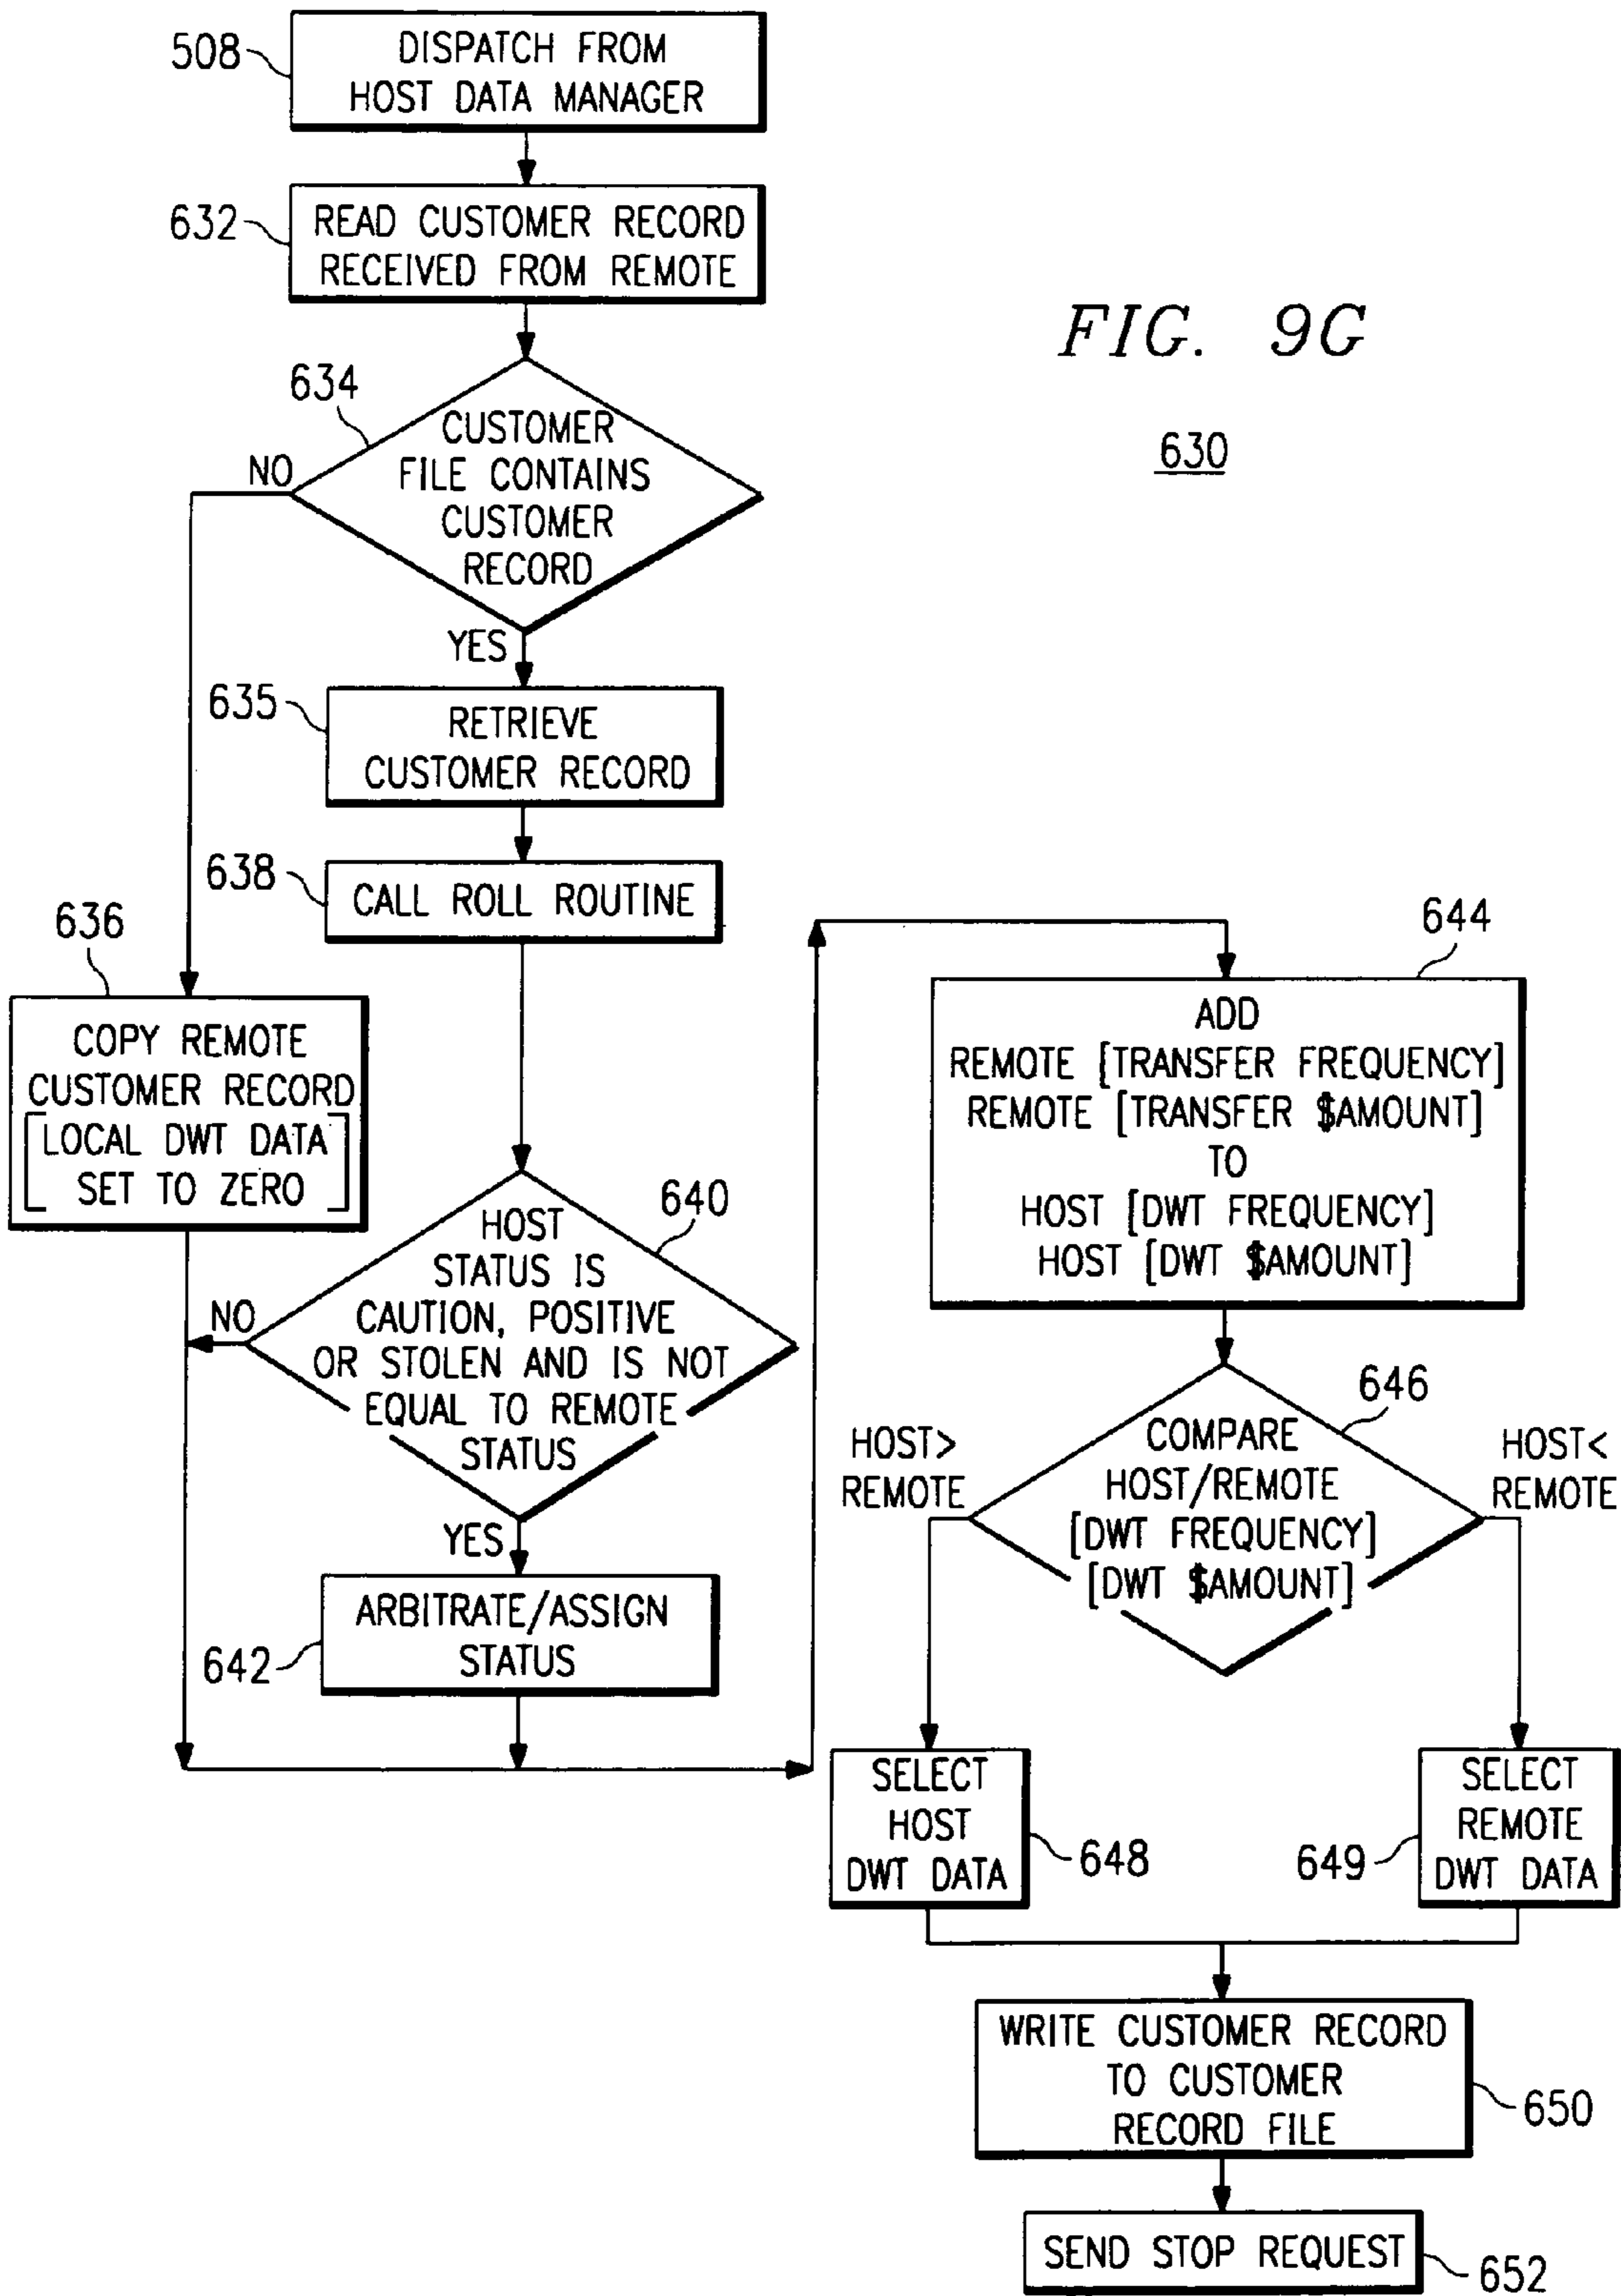 508
DISPATCH FROM
HOST DATA MANAGER
632
READ CUSTOMER RECORD
RECEIVED FROM REMOTE
FIG. 9G
630
634
CUSTOMER
FILE CONTAINS
CUSTOMER
RECORD
NO
YES
635
RETRIEVE
CUSTOMER RECORD
638
CALL ROLL ROUTINE
636
COPY REMOTE
CUSTOMER RECORD
[LOCAL DWT DATA
SET TO ZERO]
640
HOST
STATUS IS
CAUTION, POSITIVE
OR STOLEN AND IS NOT
EQUAL TO REMOTE
STATUS
NO
YES
642
ARBITRATE/ASSIGN
STATUS
644
ADD
REMOTE [TRANSFER FREQUENCY]
REMOTE [TRANSFER $AMOUNT]
TO
HOST [DWT FREQUENCY]
HOST [DWT $AMOUNT]
646
COMPARE
HOST/REMOTE
[DWT FREQUENCY]
[DWT $AMOUNT]
HOST>
REMOTE
HOST<
REMOTE
SELECT
HOST
DWT DATA
648
649
SELECT
REMOTE
DWT DATA
WRITE CUSTOMER RECORD
TO CUSTOMER
RECORD FILE
650
SEND STOP REQUEST
652